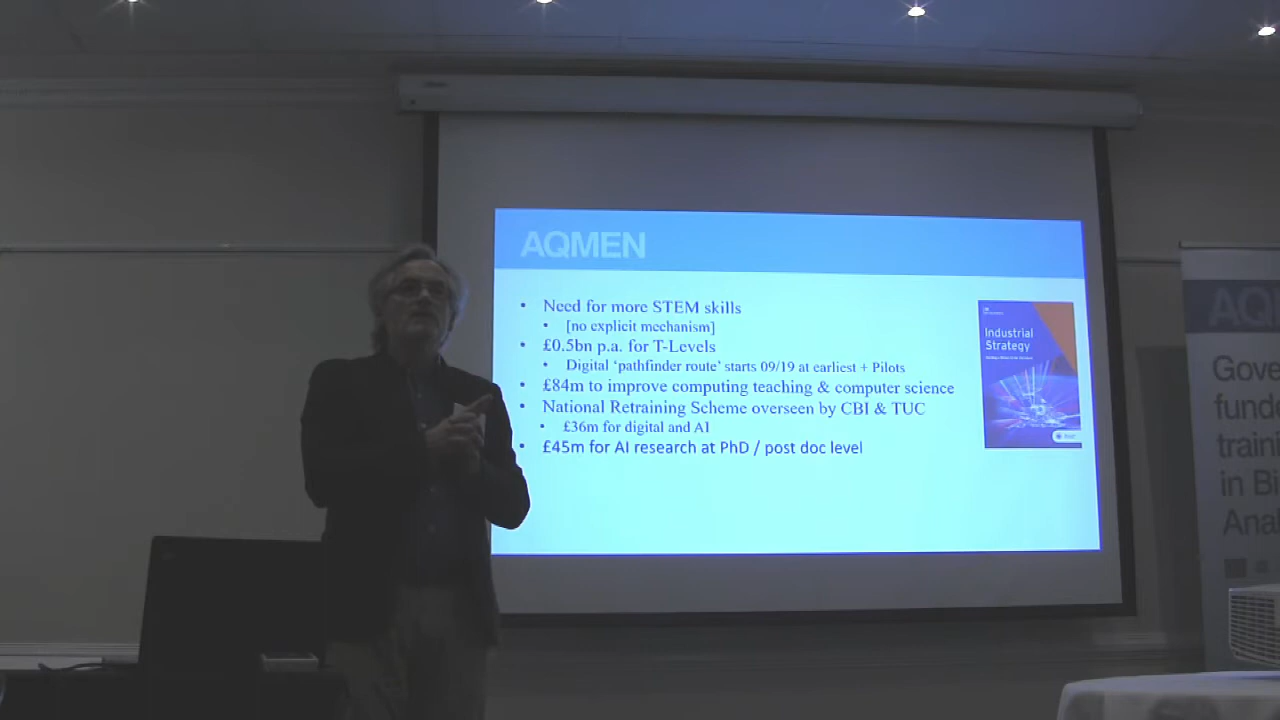 AQMEN
• Need for more STEM skills
• [no explicit mechanism]
• £0.5bn p.a. for T-Levels
• Digital ‘pathfinder route’ starts 09/19 at earliest + Pilots
• £84m to improve computing teaching & computer science
• National Retraining Scheme overseen by CBI & TUC
• £36m for digital and AI
• £45m for AI research at PhD / post doc level
Industrial
Strategy
AQ
Gove
funde
traini
in Bi
Ana